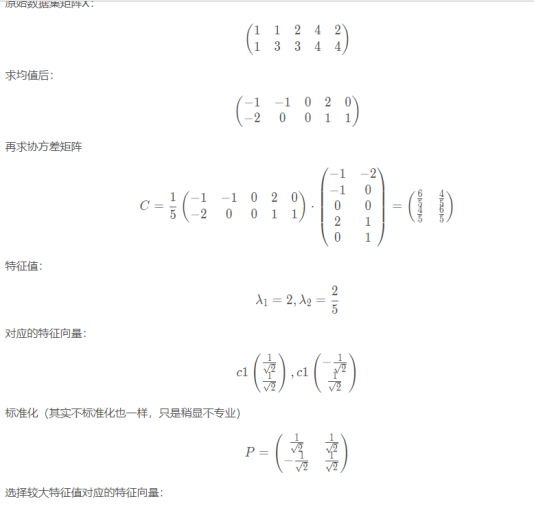 原始数据集矩阵X：
(1 1 2 4 2
1 3 3 4 4)
求均值后：
(−1 −1 0 2 0
−2 0 0 1 1)
再求协方差矩阵
C = 1/5 (−1 −1 0 2 0; −2 0 0 1 1) · (−1 −2; −1 0; 0 0; 2 1; 0 1) = (6/5 4/5; 4/5 6/5)
特征值：
λ₁ = 2, λ₂ = 2/5
对应的特征向量：
c1 (1/√2; 1/√2), c1 (−1/√2; 1/√2)
标准化（其实不标准化也一样，只是稍显不专业）
P = (1/√2 1/√2; −1/√2 1/√2)
选择较大特征值对应的特征向量：